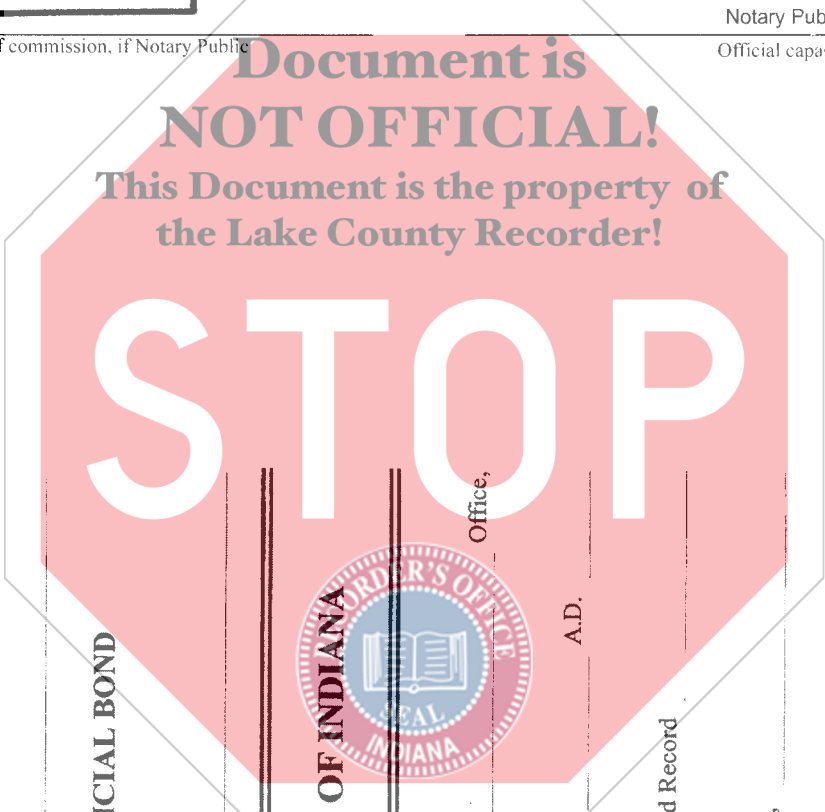 Notary Pub
f commission, if Notary Public
Official capa
Document is
NOT OFFICIAL!
This Document is the property of
the Lake County Recorder!
STOP
ICIAL BOND
OF INDIANA
Office,
A.D.
d Record
ORDER'S OFFICE
SEAL
INDIANA